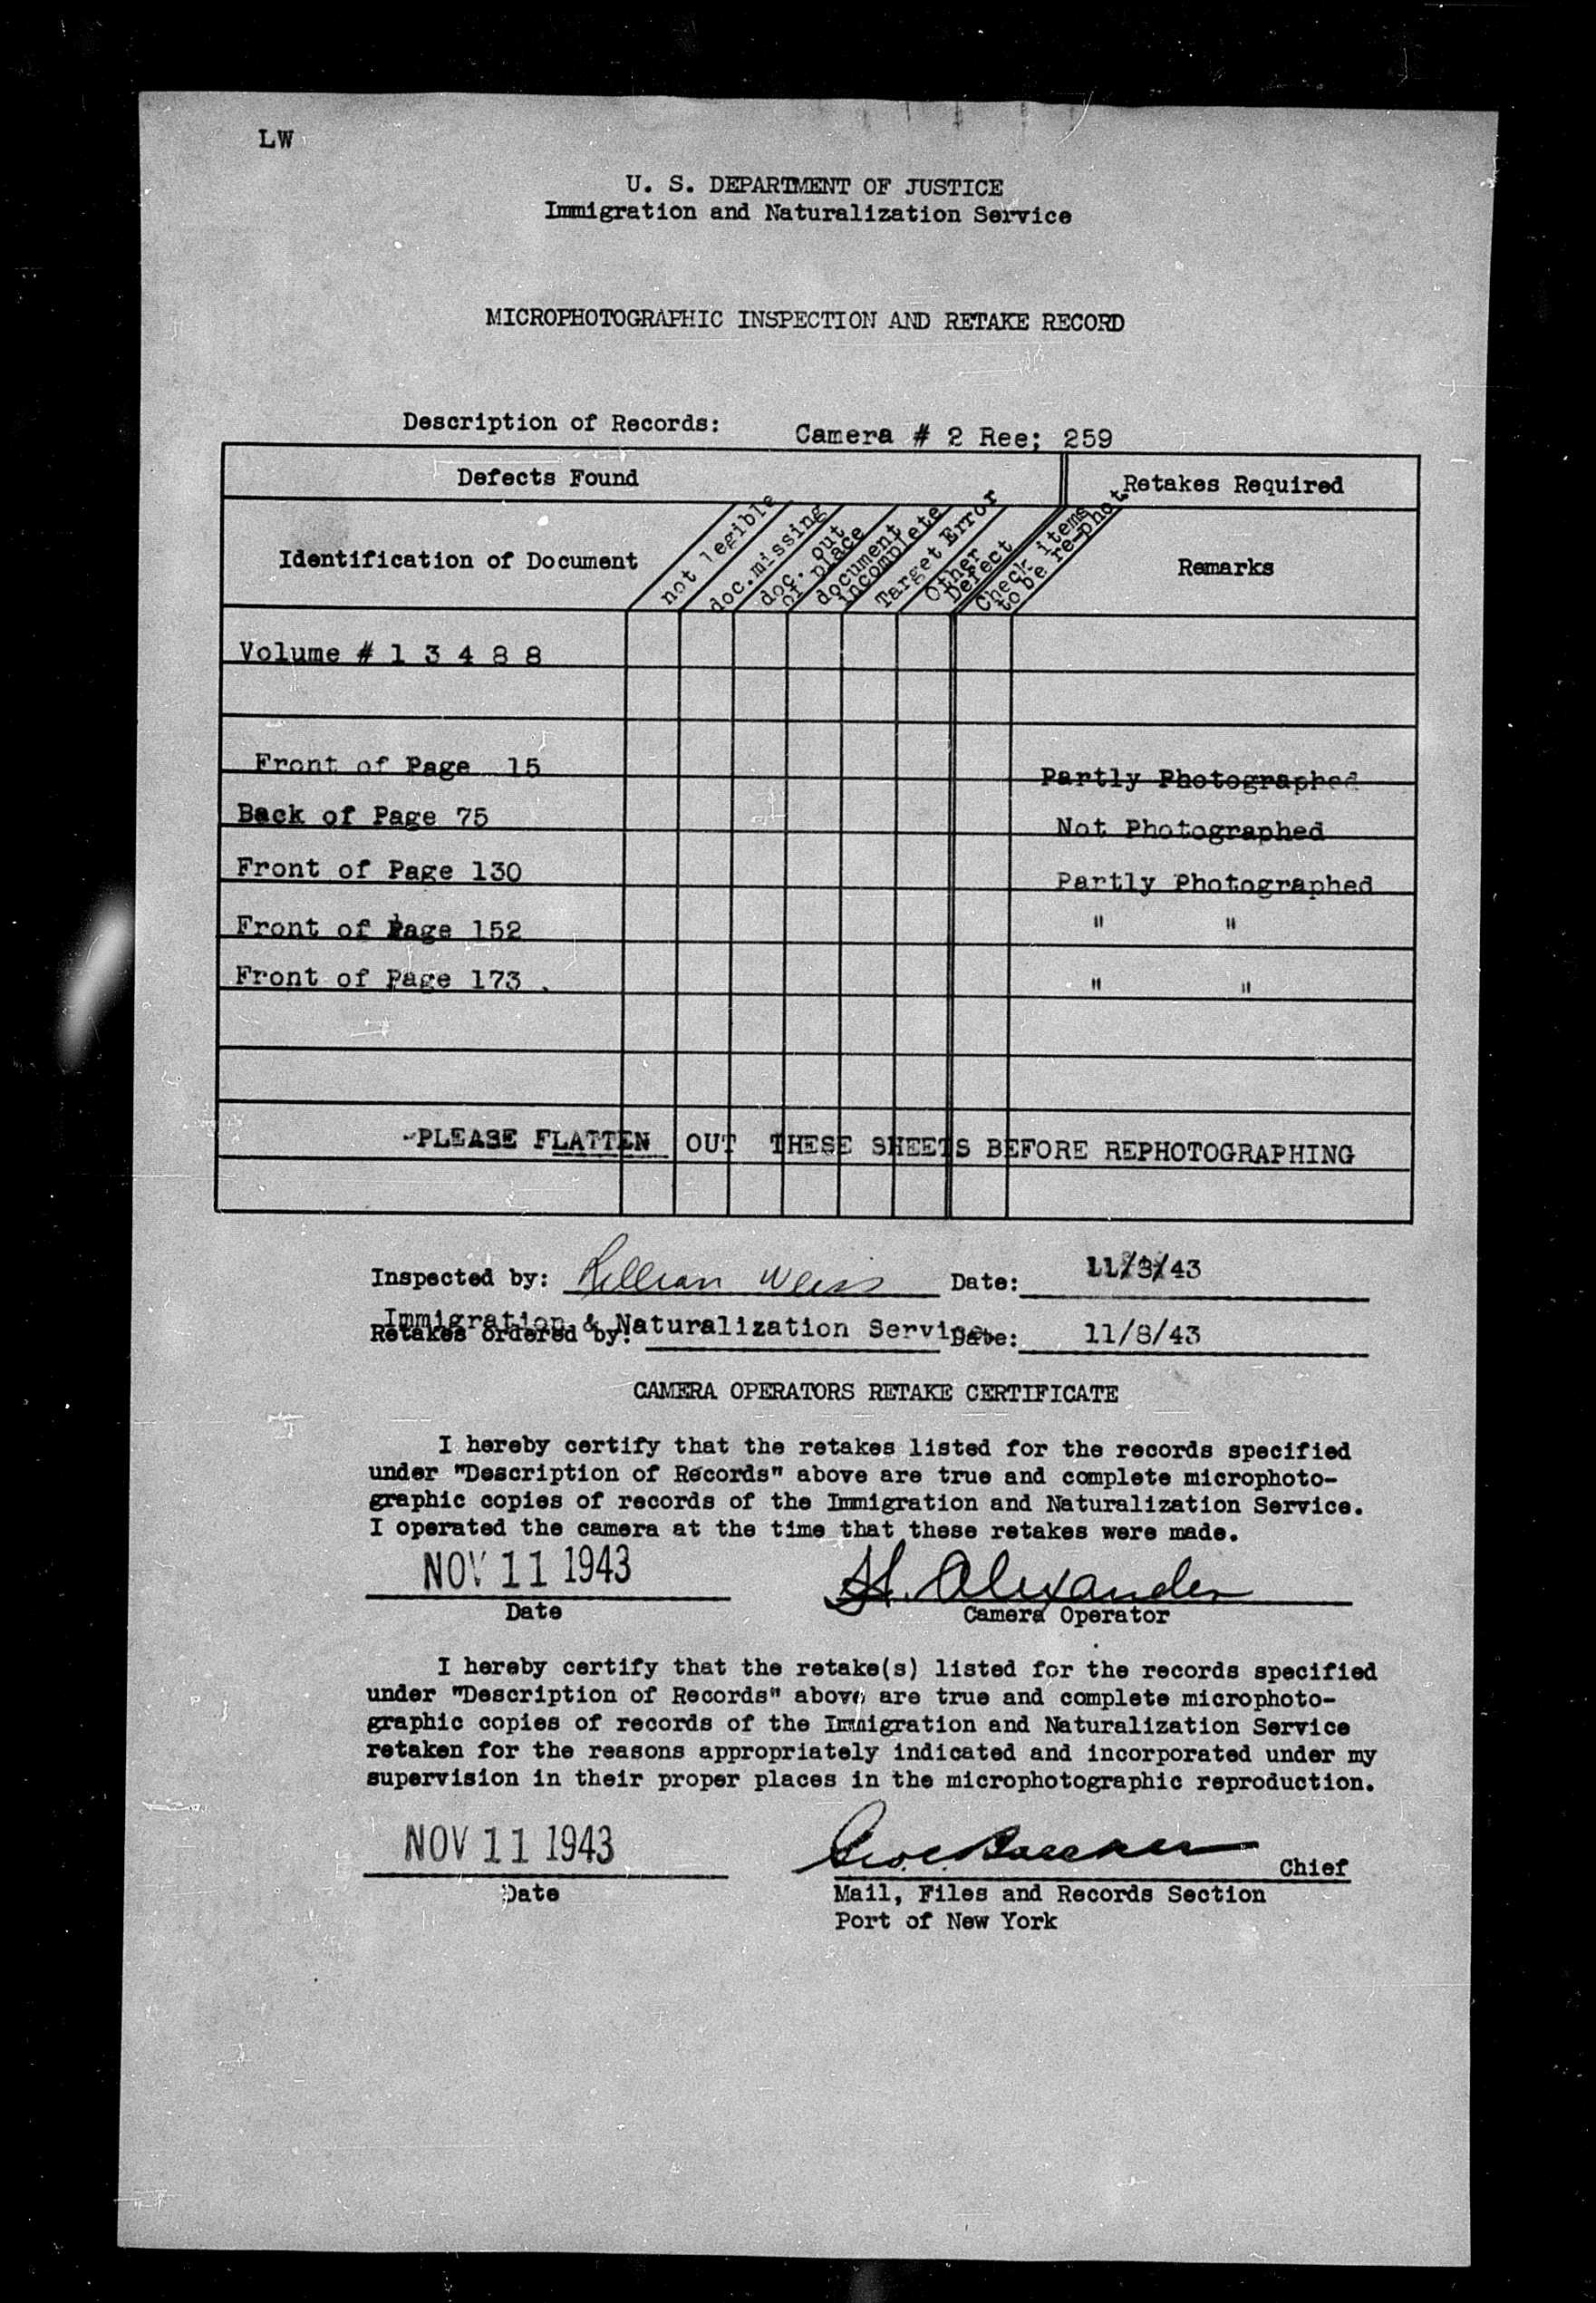 LW
U. S. DEPARTMENT OF JUSTICE
Immigration and Naturalization Service
MICROPHOTOGRAPHIC INSPECTION AND RETAKE RECORD
Description of Records: Camera # 2 Ree; 259
Defects Found Retakes Required
Identification of Document not legible doc.missing doc. out of place document incomplete Target Error Other Defect Check items to be re-phot. Remarks
Volume # 1 3 4 8 8
Front of Page 15 Partly Photographed
Back of Page 75 Not Photographed
Front of Page 130 Partly Photographed
Front of Page 152 " "
Front of Page 173 . " "
-PLEASE FLATTEN OUT THESE SHEETS BEFORE REPHOTOGRAPHING
Inspected by: Lillian Weiss Date: 11/8/43
Immigration & Naturalization Service
Retakes ordered by: Date: 11/8/43
CAMERA OPERATORS RETAKE CERTIFICATE
I hereby certify that the retakes listed for the records specified
under "Description of Records" above are true and complete microphoto-
graphic copies of records of the Immigration and Naturalization Service.
I operated the camera at the time that these retakes were made.
NOV 11 1943 H. Alexander
Date Camera Operator
I hereby certify that the retake(s) listed for the records specified
under "Description of Records" above are true and complete microphoto-
graphic copies of records of the Immigration and Naturalization Service
retaken for the reasons appropriately indicated and incorporated under my
supervision in their proper places in the microphotographic reproduction.
NOV 11 1943 Chief
Date Mail, Files and Records Section
Port of New York